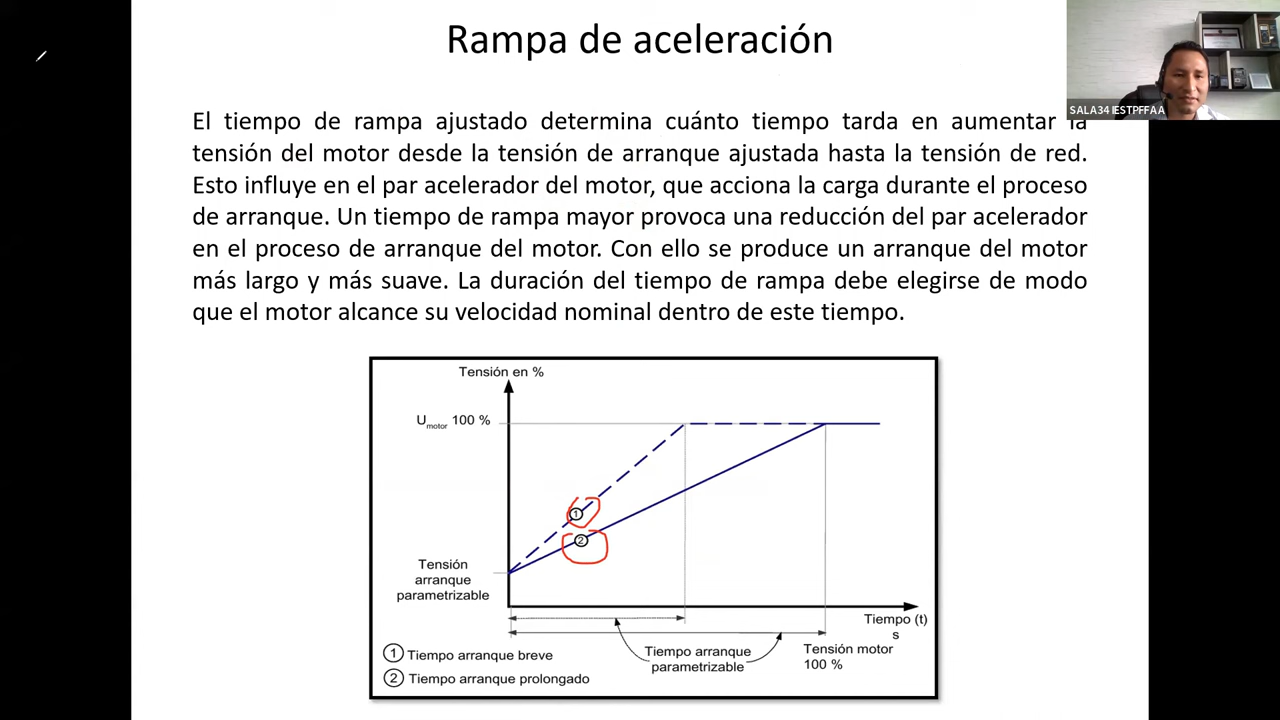 Rampa de aceleración
SALA34 IESTPFFAA
El tiempo de rampa ajustado determina cuánto tiempo tarda en aumentar la
tensión del motor desde la tensión de arranque ajustada hasta la tensión de red.
Esto influye en el par acelerador del motor, que acciona la carga durante el proceso
de arranque. Un tiempo de rampa mayor provoca una reducción del par acelerador
en el proceso de arranque del motor. Con ello se produce un arranque del motor
más largo y más suave. La duración del tiempo de rampa debe elegirse de modo
que el motor alcance su velocidad nominal dentro de este tiempo.
Tensión en %
Umotor 100 %
1
2
Tensión
arranque
parametrizable
Tiempo (t)
s
Tiempo arranque
parametrizable
Tensión motor
100 %
1 Tiempo arranque breve
2 Tiempo arranque prolongado